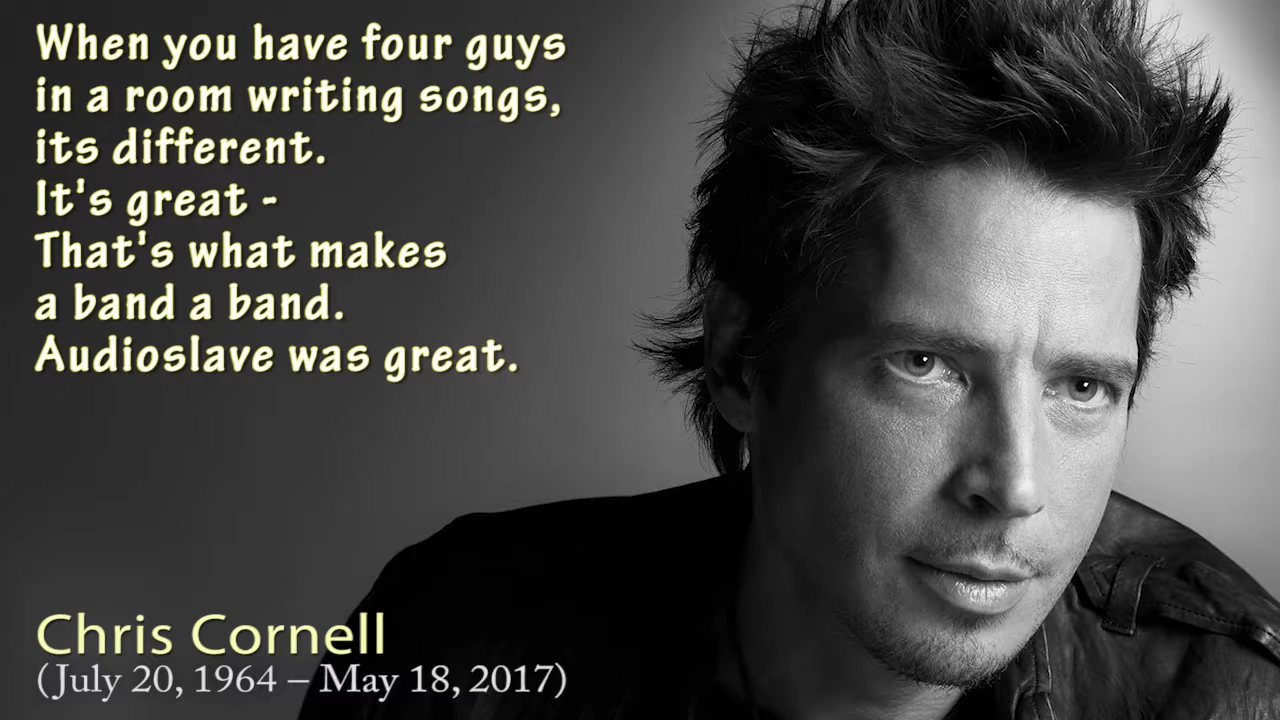 When you have four guys
in a room writing songs,
its different.
It's great -
That's what makes
a band a band.
Audioslave was great.
Chris Cornell
(July 20, 1964 – May 18, 2017)